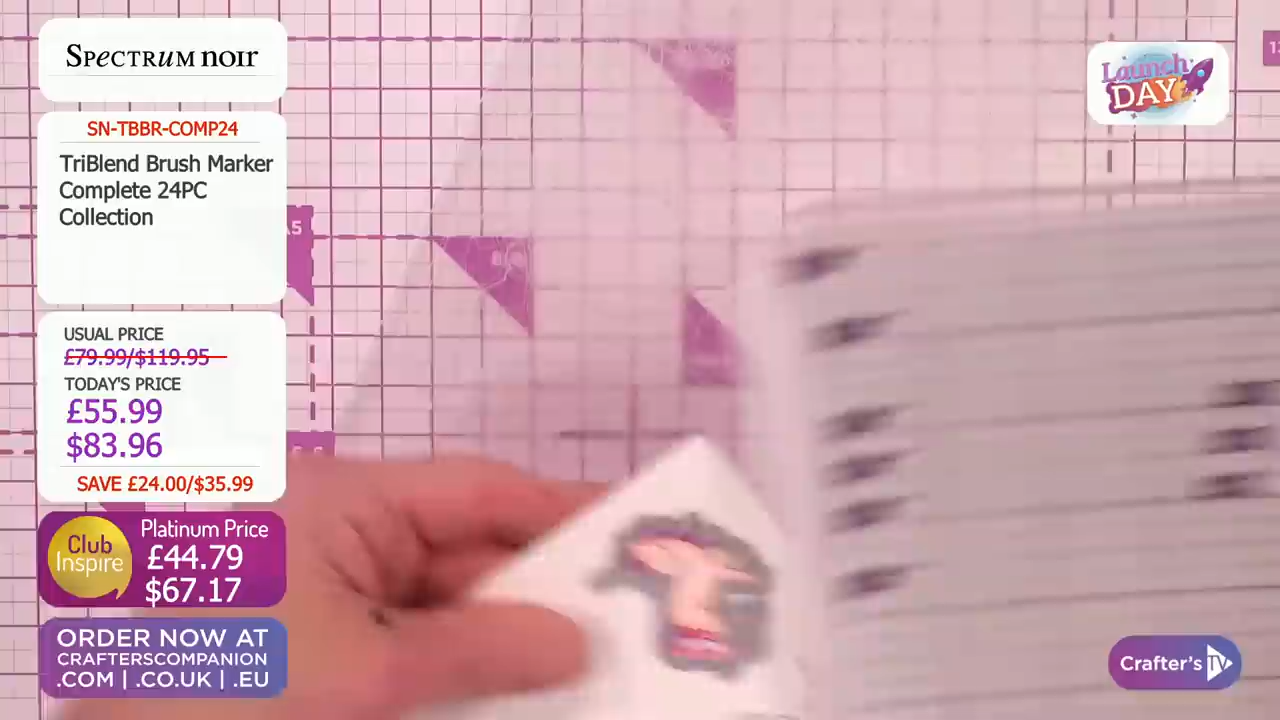 SPECTRUM NOIR
SN-TBBR-COMP24
TriBlend Brush Marker
Complete 24PC
Collection
USUAL PRICE
£79.99/$119.95
TODAY'S PRICE
£55.99
$83.96
SAVE £24.00/$35.99
Club
Inspire
Platinum Price
£44.79
$67.17
ORDER NOW AT
CRAFTERSCOMPANION
.COM | .CO.UK | .EU
Launch
DAY
Crafter's TV